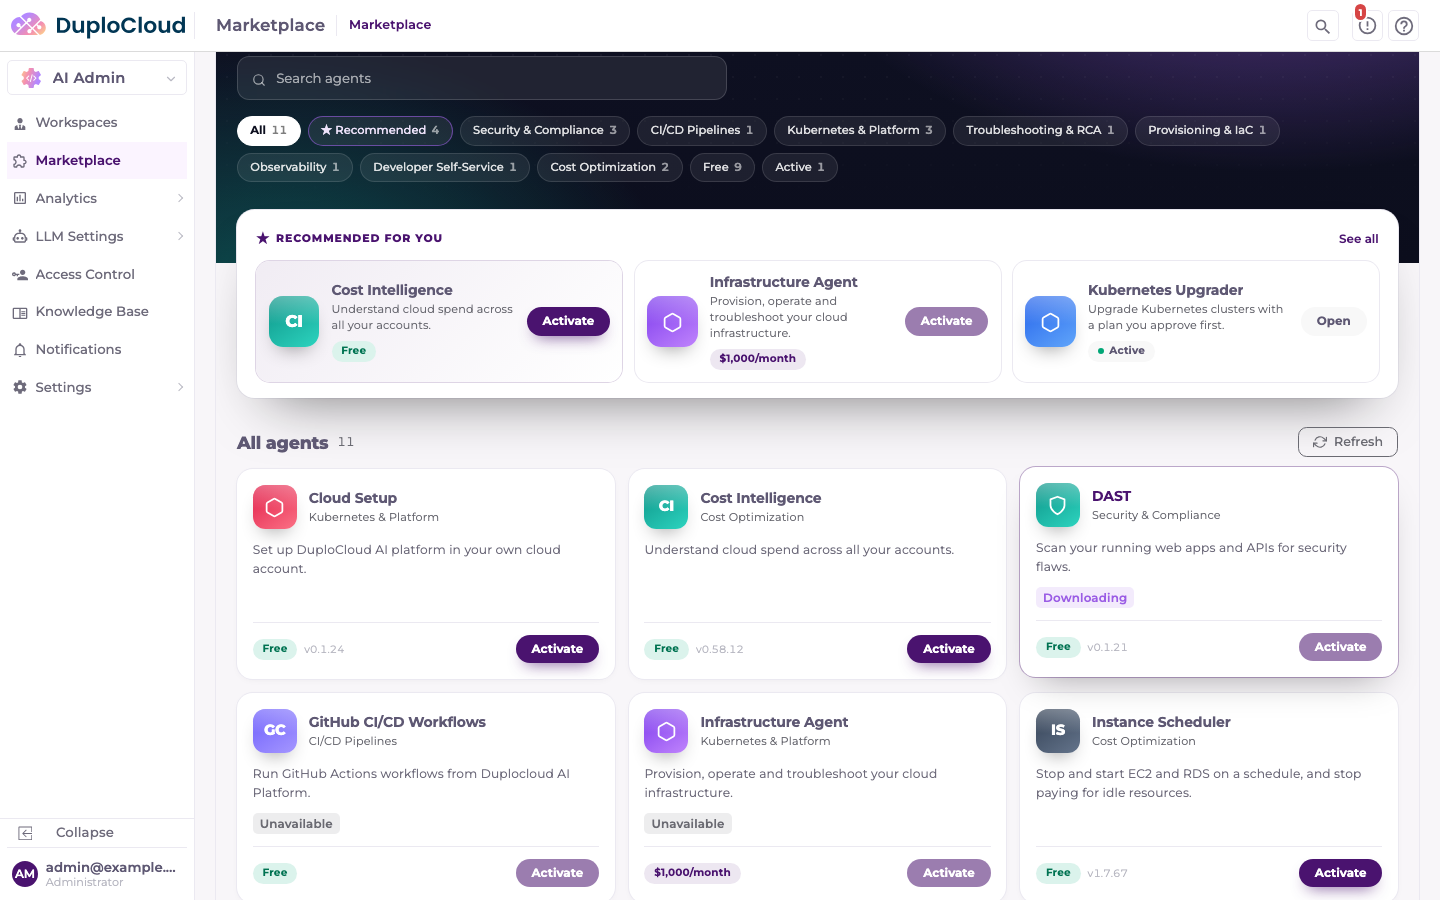 DuploCloud
Marketplace
Marketplace
1
AI Admin
Workspaces
Marketplace
Analytics
LLM Settings
Access Control
Knowledge Base
Notifications
Settings
Collapse
AM
admin@example....
Administrator
Search agents
All 11
★ Recommended 4
Security & Compliance 3
CI/CD Pipelines 1
Kubernetes & Platform 3
Troubleshooting & RCA 1
Provisioning & IaC 1
Observability 1
Developer Self-Service 1
Cost Optimization 2
Free 9
Active 1
★ RECOMMENDED FOR YOU
See all
CI
Cost Intelligence
Understand cloud spend across
all your accounts.
Free
Activate
Infrastructure Agent
Provision, operate and
troubleshoot your cloud
infrastructure.
$1,000/month
Activate
Kubernetes Upgrader
Upgrade Kubernetes clusters with
a plan you approve first.
Active
Open
All agents 11
Refresh
Cloud Setup
Kubernetes & Platform
Set up DuploCloud AI platform in your own cloud
account.
Free v0.1.24
Activate
CI
Cost Intelligence
Cost Optimization
Understand cloud spend across all your accounts.
Free v0.58.12
Activate
DAST
Security & Compliance
Scan your running web apps and APIs for security
flaws.
Downloading
Free v0.1.21
Activate
GC
GitHub CI/CD Workflows
CI/CD Pipelines
Run GitHub Actions workflows from Duplocloud AI
Platform.
Unavailable
Free
Activate
Infrastructure Agent
Kubernetes & Platform
Provision, operate and troubleshoot your cloud
infrastructure.
Unavailable
$1,000/month
Activate
IS
Instance Scheduler
Cost Optimization
Stop and start EC2 and RDS on a schedule, and stop
paying for idle resources.
Free v1.7.67
Activate